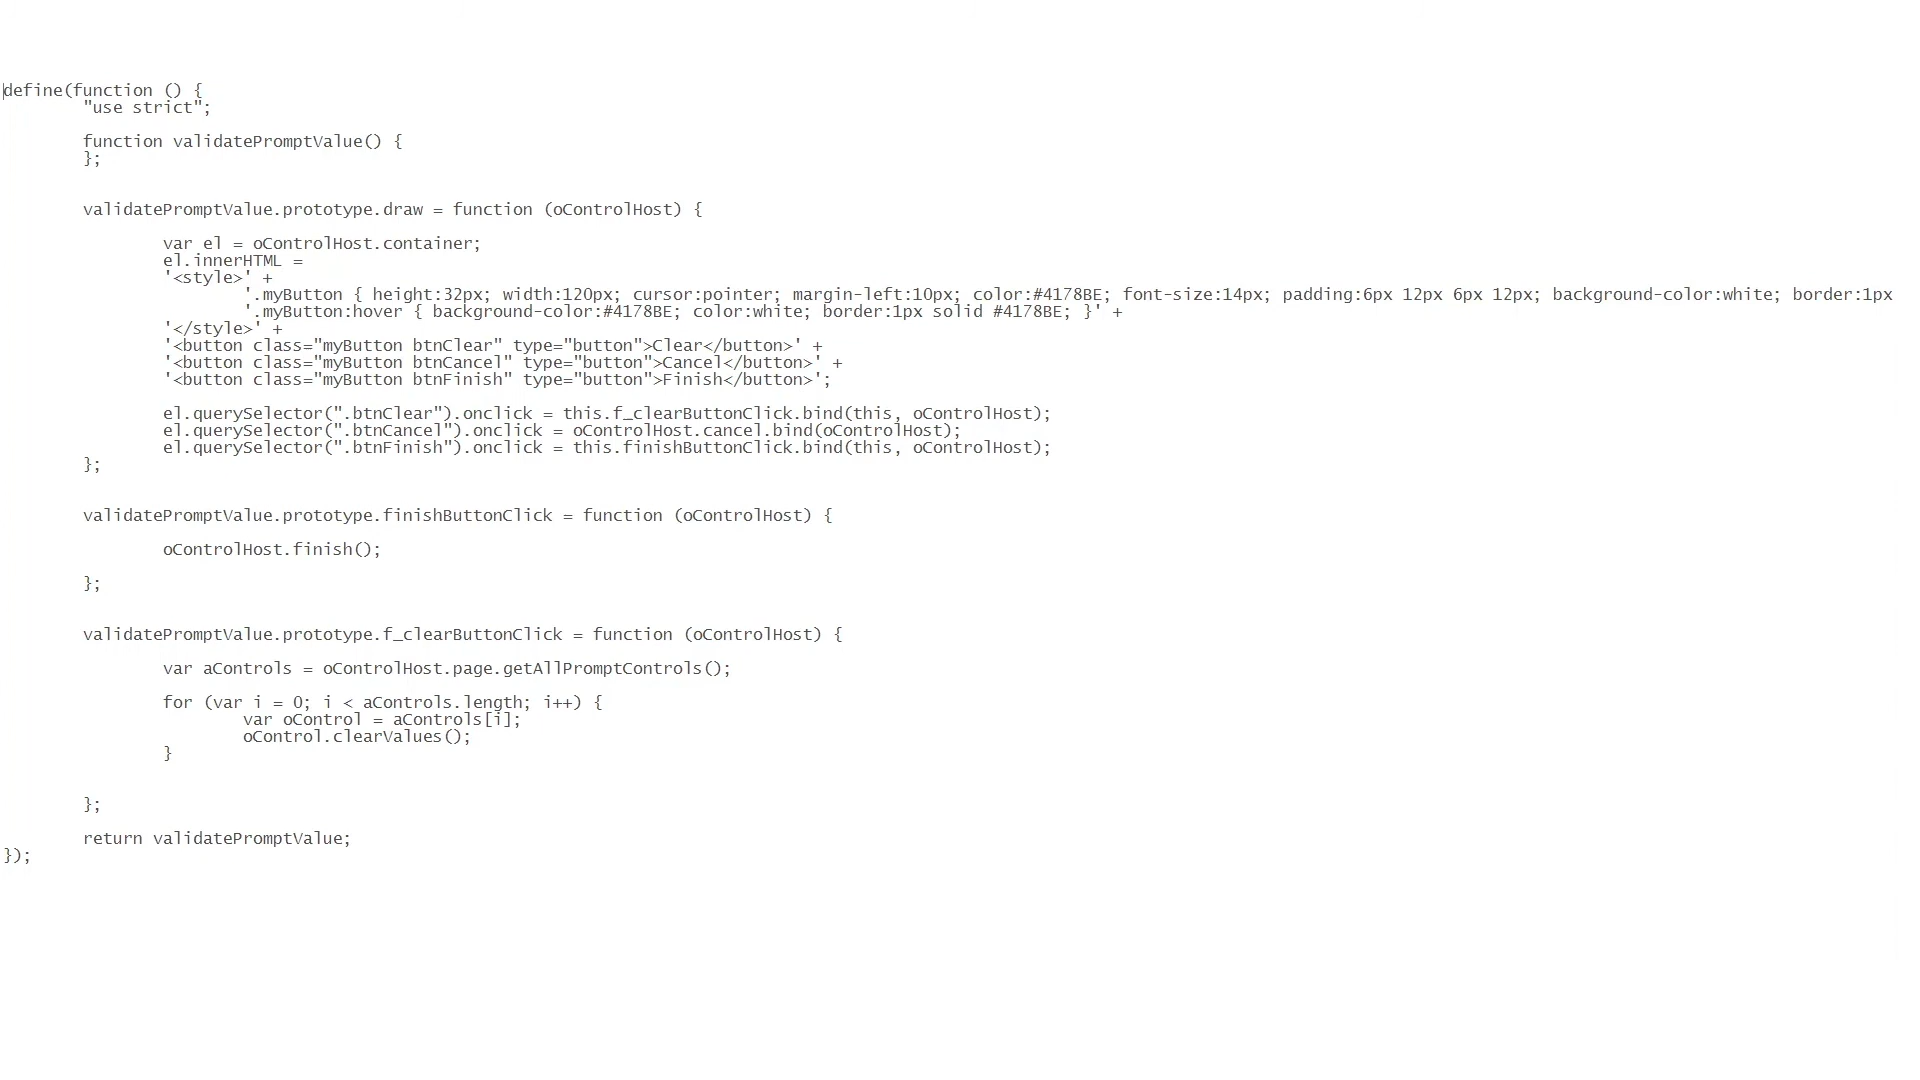 define(function () {
"use strict";
function validatePromptValue() {
};
validatePromptValue.prototype.draw = function (oControlHost) {
var el = oControlHost.container;
el.innerHTML =
'<style>' +
'.myButton { height:32px; width:120px; cursor:pointer; margin-left:10px; color:#4178BE; font-size:14px; padding:6px 12px 6px 12px; background-color:white; border:1px
'.myButton:hover { background-color:#4178BE; color:white; border:1px solid #4178BE; }' +
'</style>' +
'<button class="myButton btnClear" type="button">Clear</button>' +
'<button class="myButton btnCancel" type="button">Cancel</button>' +
'<button class="myButton btnFinish" type="button">Finish</button>';
el.querySelector(".btnClear").onclick = this.f_clearButtonClick.bind(this, oControlHost);
el.querySelector(".btnCancel").onclick = oControlHost.cancel.bind(oControlHost);
el.querySelector(".btnFinish").onclick = this.finishButtonClick.bind(this, oControlHost);
};
validatePromptValue.prototype.finishButtonClick = function (oControlHost) {
oControlHost.finish();
};
validatePromptValue.prototype.f_clearButtonClick = function (oControlHost) {
var aControls = oControlHost.page.getAllPromptControls();
for (var i = 0; i < aControls.length; i++) {
var oControl = aControls[i];
oControl.clearValues();
}
};
return validatePromptValue;
});